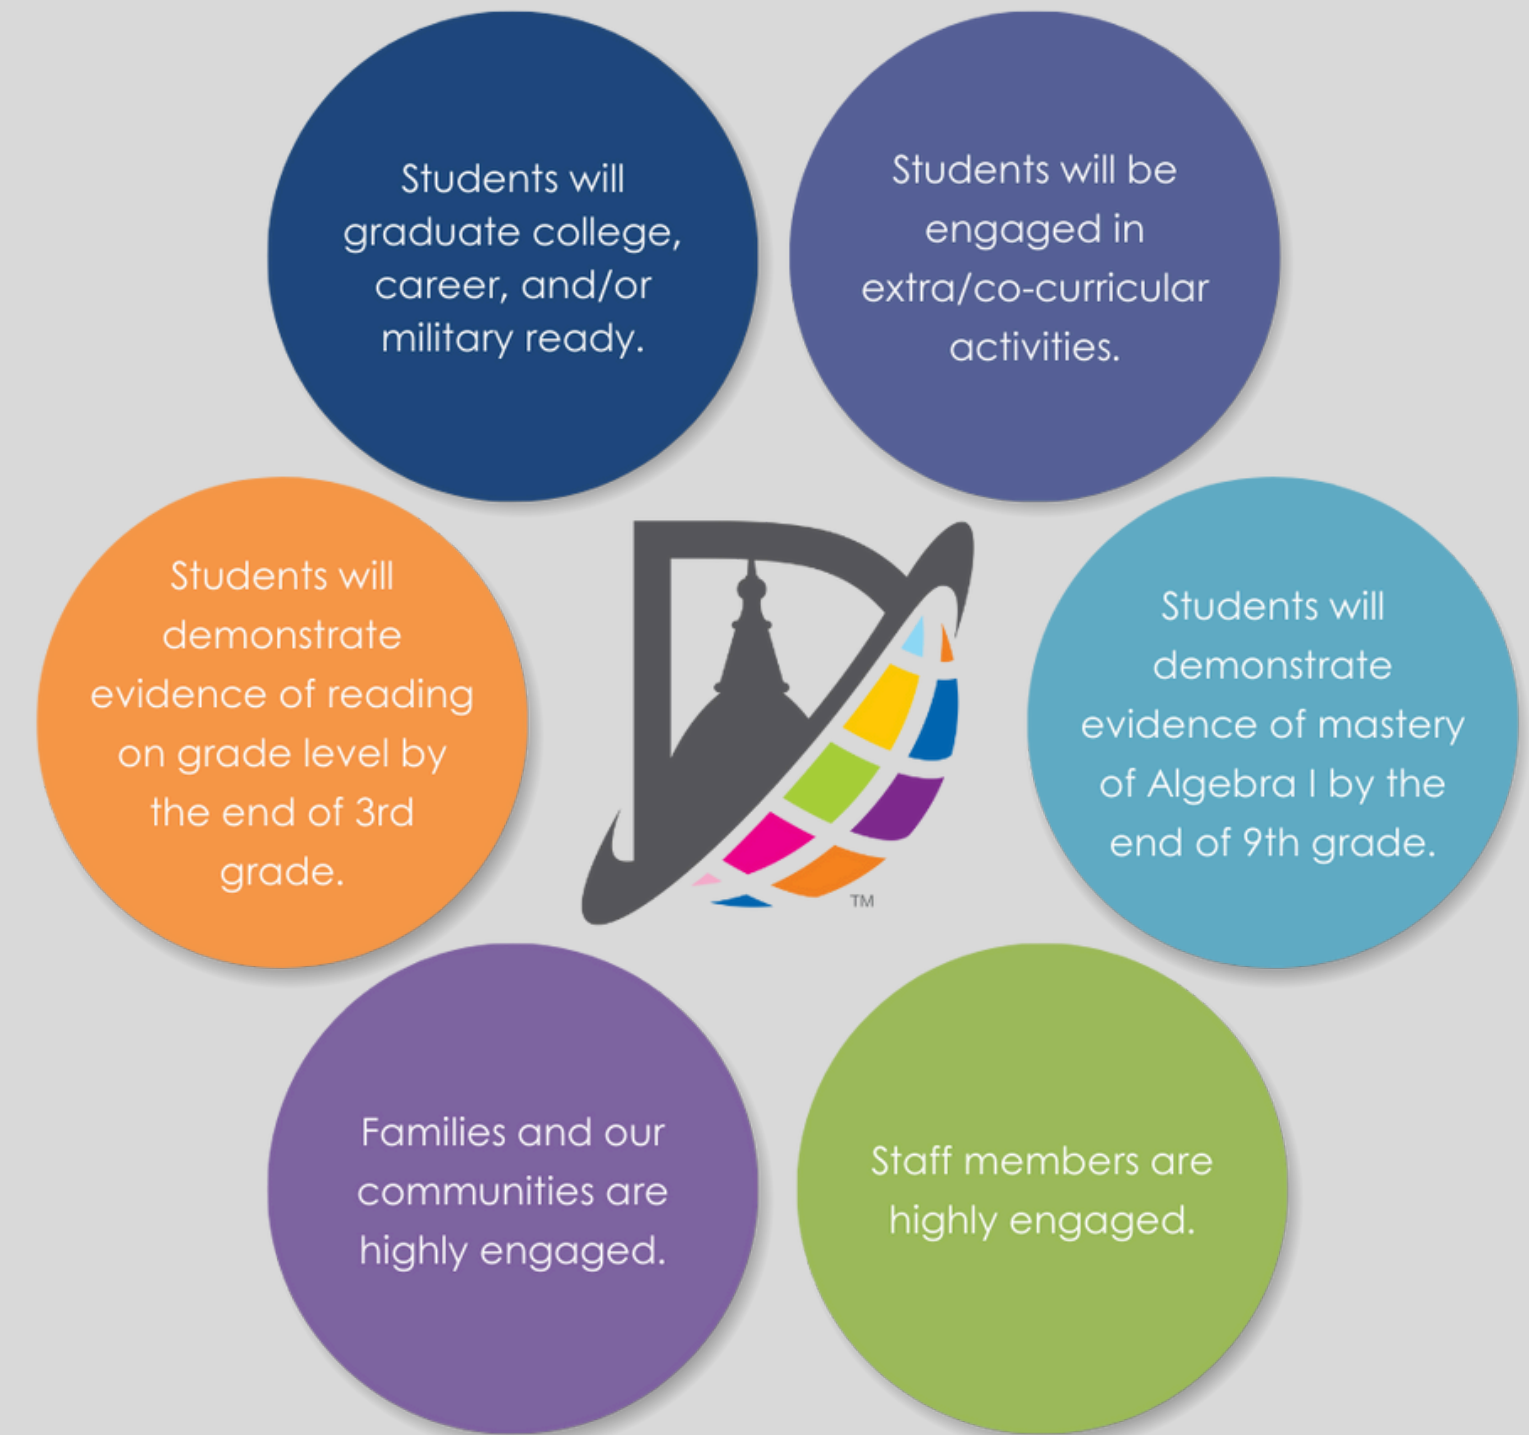 Students will
graduate college,
career, and/or
military ready.
Students will be
engaged in
extra/co-curricular
activities.
Students will
demonstrate
evidence of reading
on grade level by
the end of 3rd
grade.
Students will
demonstrate
evidence of mastery
of Algebra I by the
end of 9th grade.
TM
Families and our
communities are
highly engaged.
Staff members are
highly engaged.